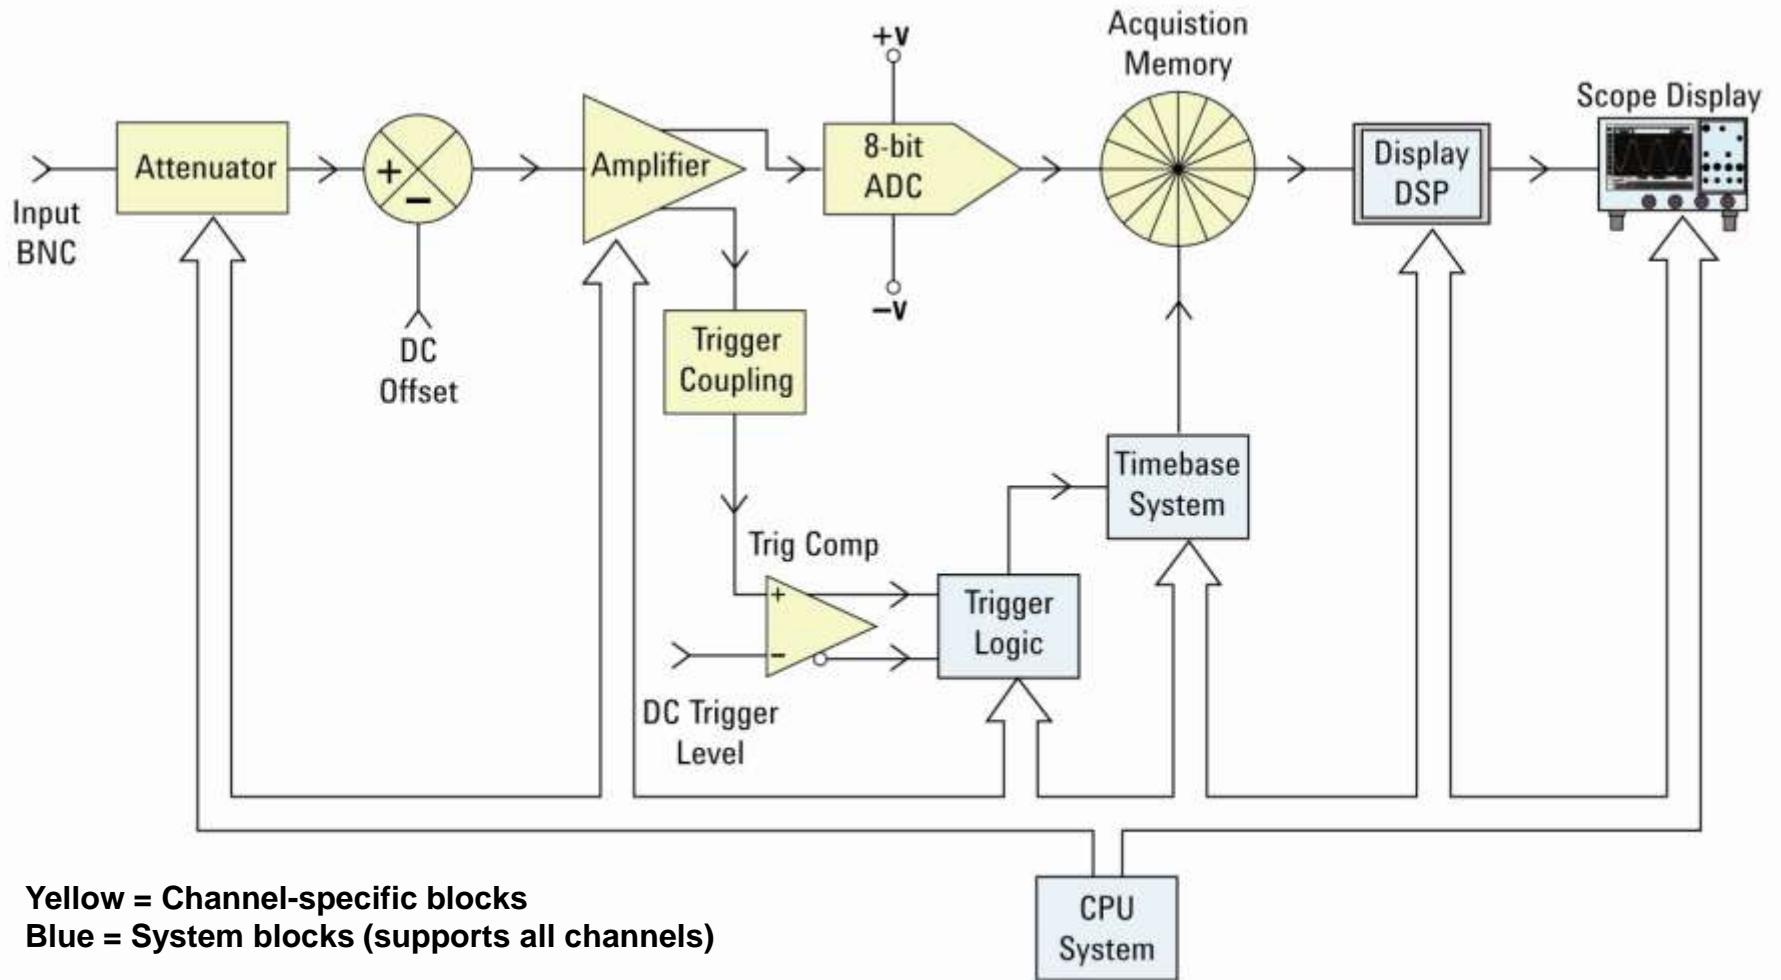 Acquistion
Memory
+V
Scope Display
Attenuator
+
−
Amplifier
8-bit
ADC
Display
DSP
Input
BNC
DC
Offset
−V
Trigger
Coupling
Timebase
System
Trig Comp
+
−
Trigger
Logic
DC Trigger
Level
CPU
System
Yellow = Channel-specific blocks
Blue = System blocks (supports all channels)